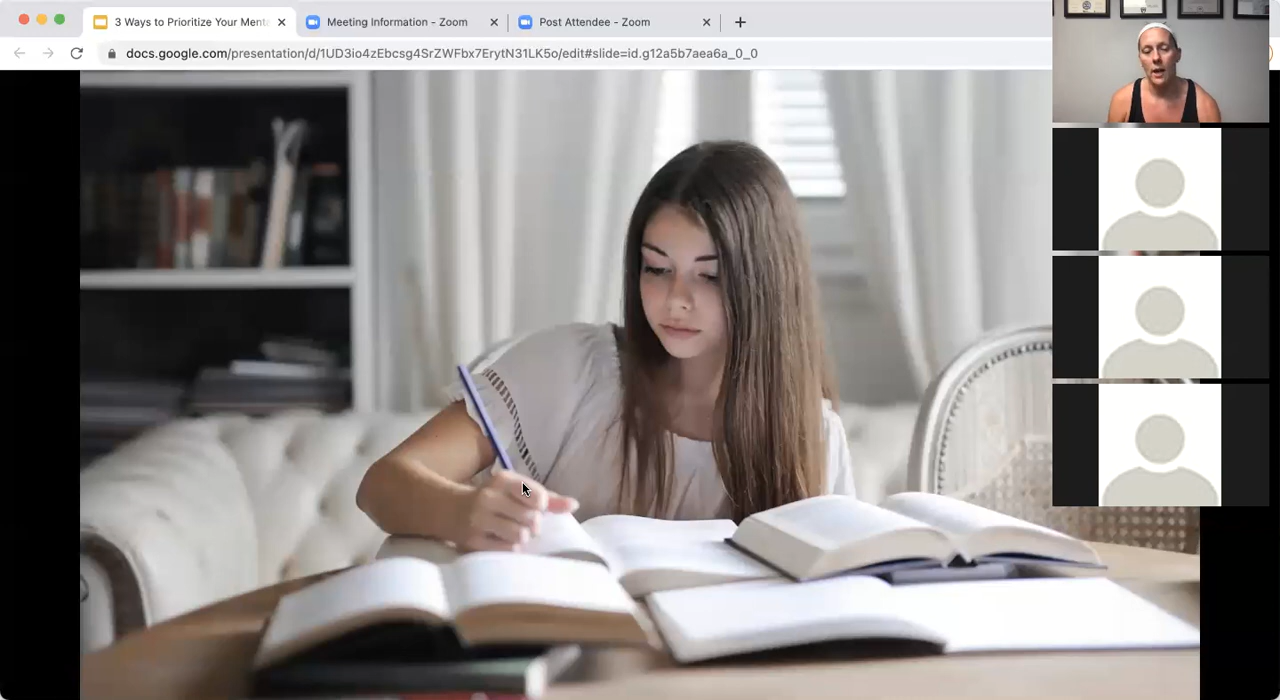 3 Ways to Prioritize Your Menta
Meeting Information - Zoom
Post Attendee - Zoom
docs.google.com/presentation/d/1UD3io4zEbcsg4SrZWFbx7ErytN31LK5o/edit#slide=id.g12a5b7aea6a_0_0